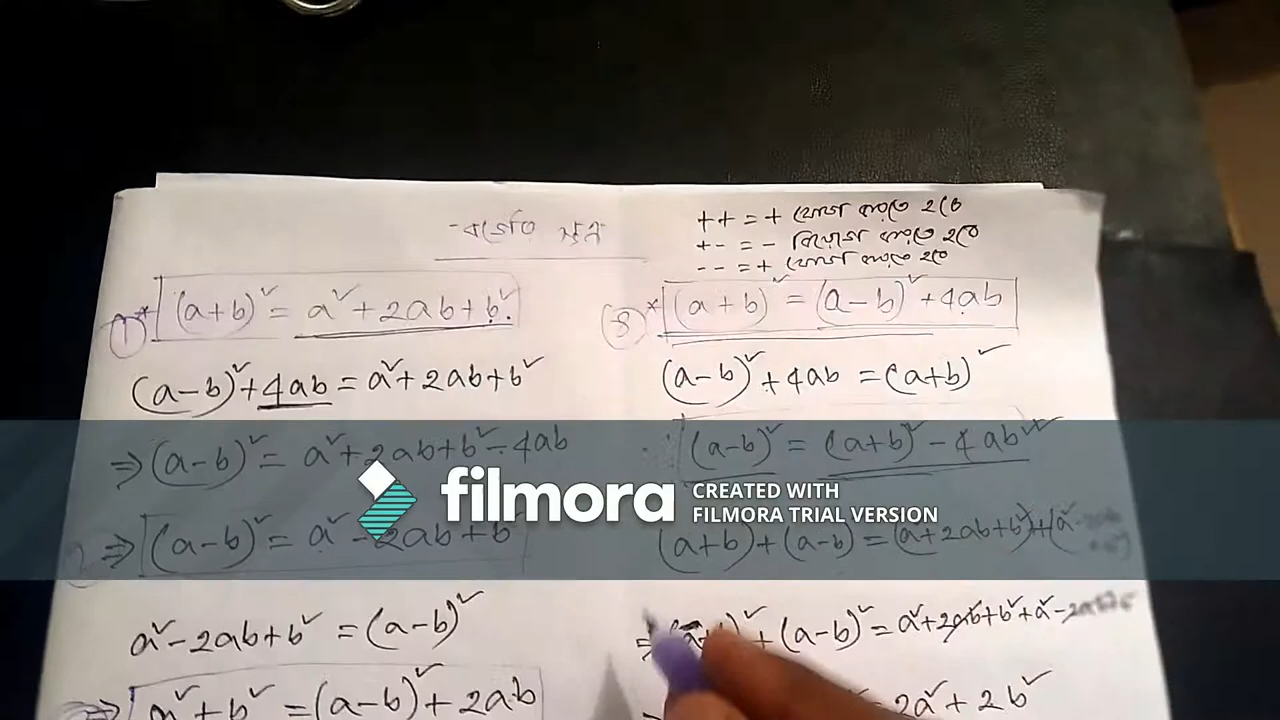 বর্গের সূত্র
+ + = + যোগ করতে হবে
+ - = - বিয়োগ করতে হবে
- - = + যোগ করতে হবে
① * (a+b)² = a²+2ab+b²
(a-b)²+4ab = a²+2ab+b²
⇒ (a-b)² = a²+2ab+b²-4ab
⇒ (a-b)² = a²-2ab+b²
a²-2ab+b² = (a-b)²
⇒ a²+b² = (a-b)²+2ab
* (a+b)² = (a-b)²+4ab
(a-b)²+4ab = (a+b)²
(a-b)² = (a+b)²-4ab
(a+b)+(a-b) = (a+2ab+b²)+(a²
+(a-b)² = a²+2ab+b²+a²-2ab
2a²+2b²
filmora
CREATED WITH
FILMORA TRIAL VERSION